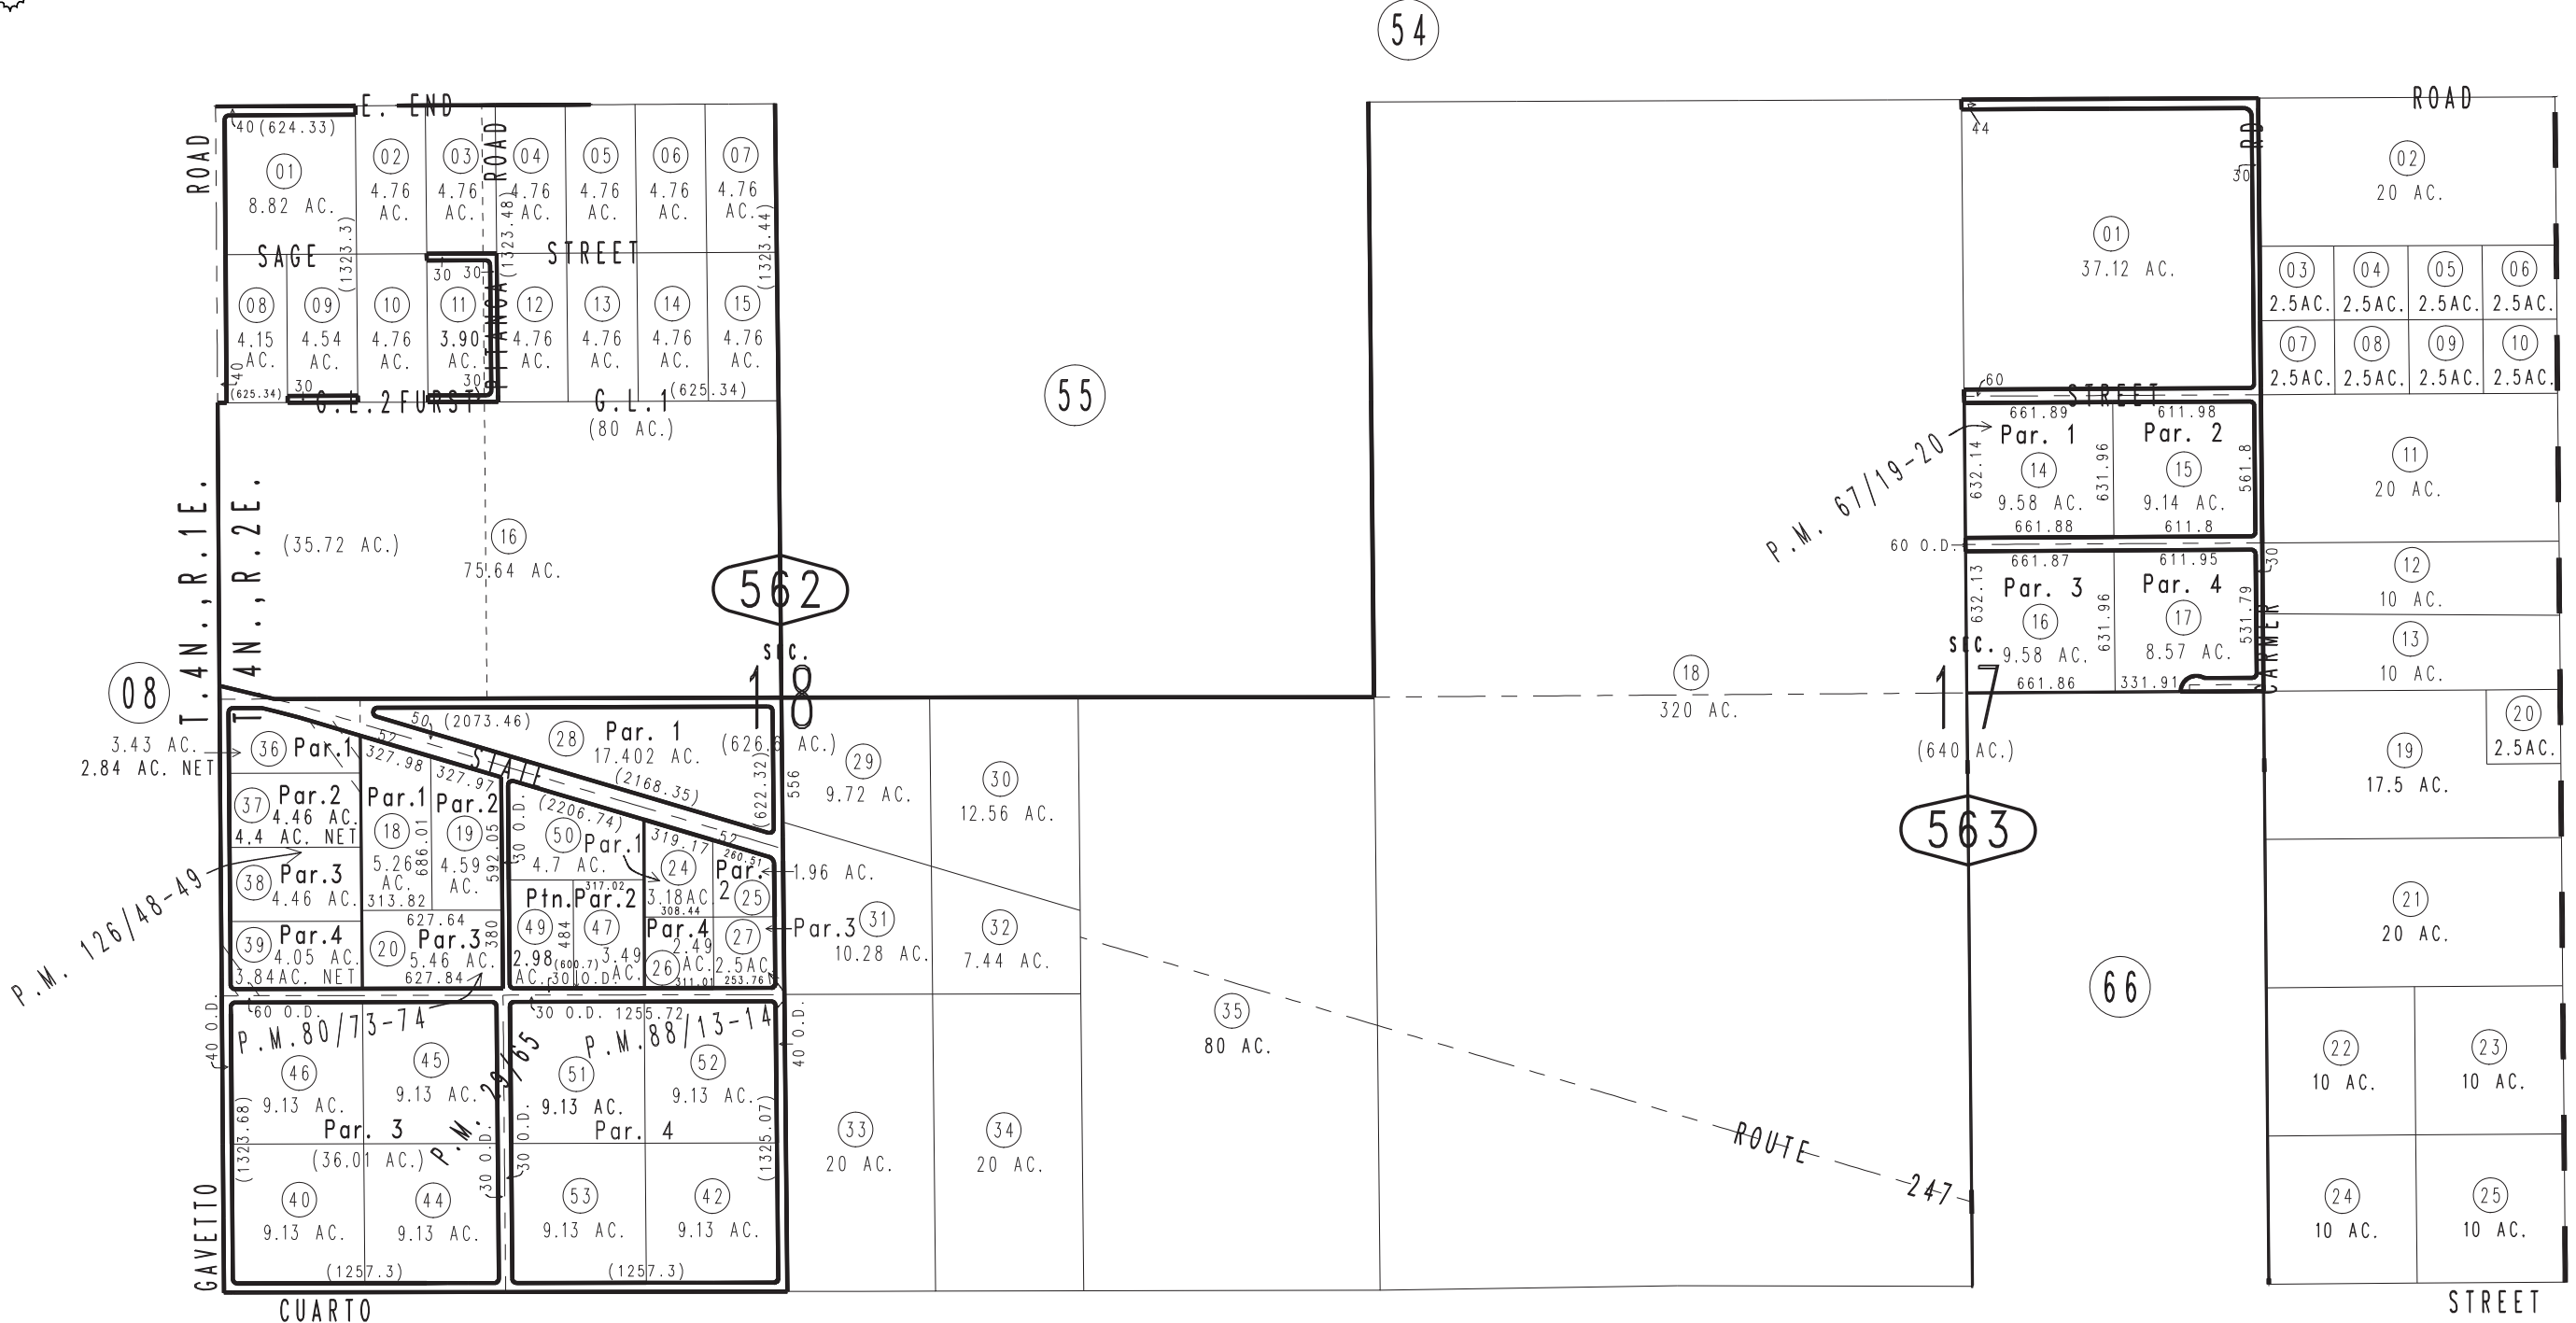 54
E. END
ROAD
ROAD
ROAD
RD
40 (624.33)
01
8.82 AC.
02
4.76
AC.
03
4.76
AC.
04
4.76
AC.
05
4.76
AC.
06
4.76
AC.
07
4.76
AC.
(1323.3)
(1323.48)
(1323.44)
SAGE
STREET
30
30
08
4.15
AC.
09
4.54
AC.
10
4.76
AC.
11
3.90
AC.
12
4.76
AC.
13
4.76
AC.
14
4.76
AC.
15
4.76
AC.
40
(625.34)
30
30
G.L.2
FURST
G.L.1
(625.34)
(80 AC.)
55
44
30
01
37.12 AC.
02
20 AC.
03
2.5AC.
04
2.5AC.
05
2.5AC.
06
2.5AC.
07
2.5AC.
08
2.5AC.
09
2.5AC.
10
2.5AC.
60
STREET
661.89
611.98
Par. 1
Par. 2
P.M. 67/19-20
632.14
14
9.58 AC.
631.96
15
9.14 AC.
561.8
661.88
611.8
11
20 AC.
60 O.D.
661.87
611.95
30
632.13
Par. 3
16
9.58 AC.
631.96
Par. 4
17
8.57 AC.
531.79
661.86
331.91
CARMER
12
10 AC.
13
10 AC.
T.4N.,R.1E.
T.4N.,R.2E.
(35.72 AC.)
16
75.64 AC.
562
SEC.
18
(626.6 AC.)
SEC.
17
(640 AC.)
18
320 AC.
563
08
3.43 AC.
2.84 AC. NET
36
Par.1
50
(2073.46)
28
Par. 1
17.402 AC.
52
327.98
327.97
STATE
(2168.35)
(622.32)
556
29
9.72 AC.
30
12.56 AC.
19
17.5 AC.
20
2.5AC.
37
Par.2
4.46 AC.
4.4 AC. NET
Par.1
18
5.26
AC.
686.01
313.82
Par.2
19
4.59
AC.
592.05
30 O.D.
(2206.74)
50
4.7 AC.
Par.1
319.17
52
260.51
24
3.18AC.
308.44
Par.
2
25
1.96 AC.
38
Par.3
4.46 AC.
P.M. 126/48-49
39
Par.4
4.05 AC.
3.84AC. NET
627.64
20
Par.3
5.46 AC.
627.84
380
Ptn.
Par.2
317.02
49
2.98
AC.
484
47
3.49
AC.
(600.7)
30 O.D.
Par.4
2.49
AC.
26
311.01
27
2.5AC.
253.76
Par.3
31
10.28 AC.
32
7.44 AC.
21
20 AC.
35
80 AC.
66
40 O.D.
60 O.D.
P.M.80/73-74
30 O.D.
1255.72
P.M.88/13-14
P.M. 29/65
40 O.D.
46
9.13 AC.
45
9.13 AC.
51
9.13 AC.
52
9.13 AC.
(1323.68)
Par. 3
(36.01 AC.)
30 O.D.
30 O.D.
Par. 4
(1325.07)
40
9.13 AC.
44
9.13 AC.
53
9.13 AC.
42
9.13 AC.
(1257.3)
(1257.3)
33
20 AC.
34
20 AC.
ROUTE
247
22
10 AC.
23
10 AC.
24
10 AC.
25
10 AC.
GAVETTO
CUARTO
STREET